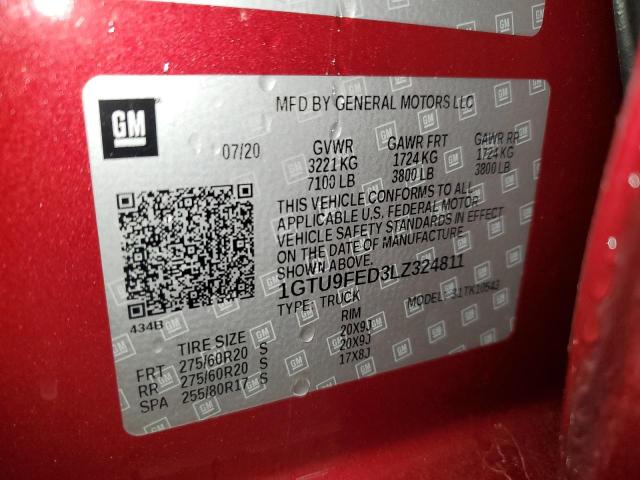 GM
MFD BY GENERAL MOTORS LLC
07/20 GVWR GAWR FRT GAWR RR
3221 KG 1724 KG 1724 KG
7100 LB 3800 LB 3800 LB
THIS VEHICLE CONFORMS TO ALL
APPLICABLE U.S. FEDERAL MOTOR
VEHICLE SAFETY STANDARDS IN EFFECT
ON THE DATE OF MANUFACTURE
SHOWN ABOVE.
1GTU9FED3LZ324811
TYPE: TRUCK MODEL: S1TK10543
434B
TIRE SIZE RIM
FRT 275/60R20 S 20X9J
RR 275/60R20 S 20X9J
SPA 255/80R17 S 17X8J